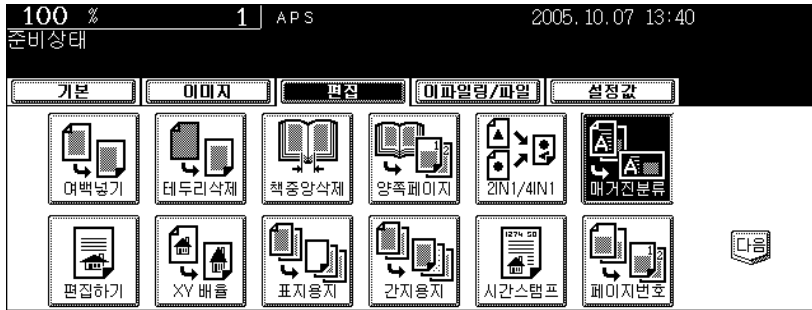 100 % 1 APS 2005.10.07 13:40
준비상태
기본 이미지 편집 이파일링/파일 설정값
여백넣기 테두리삭제 책중앙삭제 양쪽페이지 2IN1/4IN1 매거진분류
편집하기 XY 배율 표지용지 간지용지 시간스탬프 페이지번호 다음